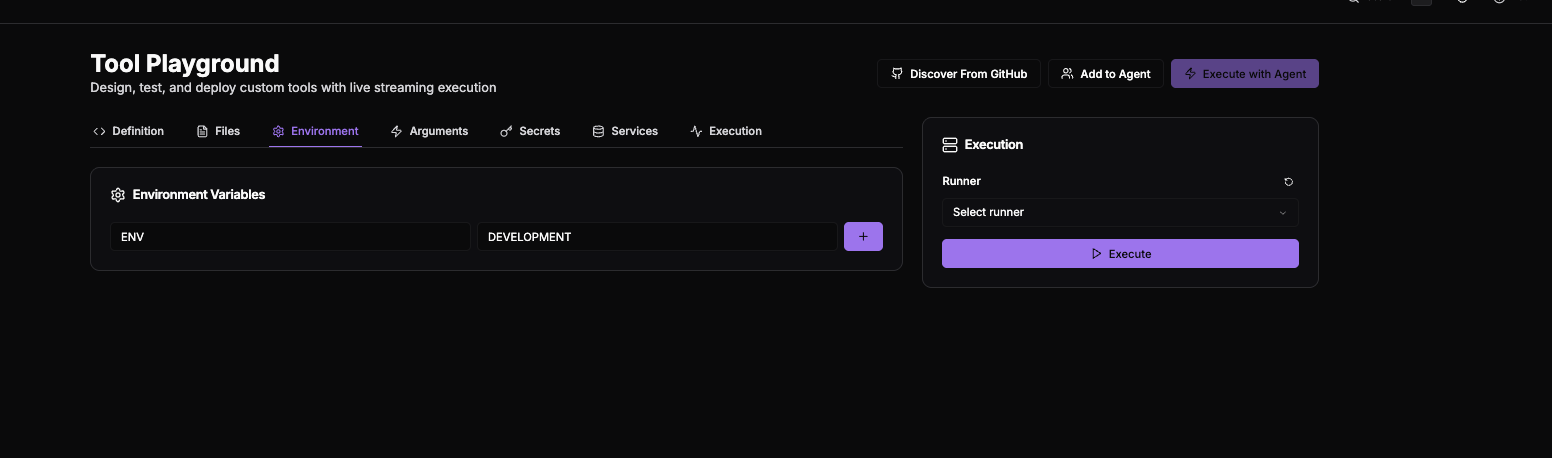 Tool Playground
Design, test, and deploy custom tools with live streaming execution
Discover From GitHub
Add to Agent
Execute with Agent
Definition
Files
Environment
Arguments
Secrets
Services
Execution
Environment Variables
ENV
DEVELOPMENT
Execution
Runner
Select runner
Execute